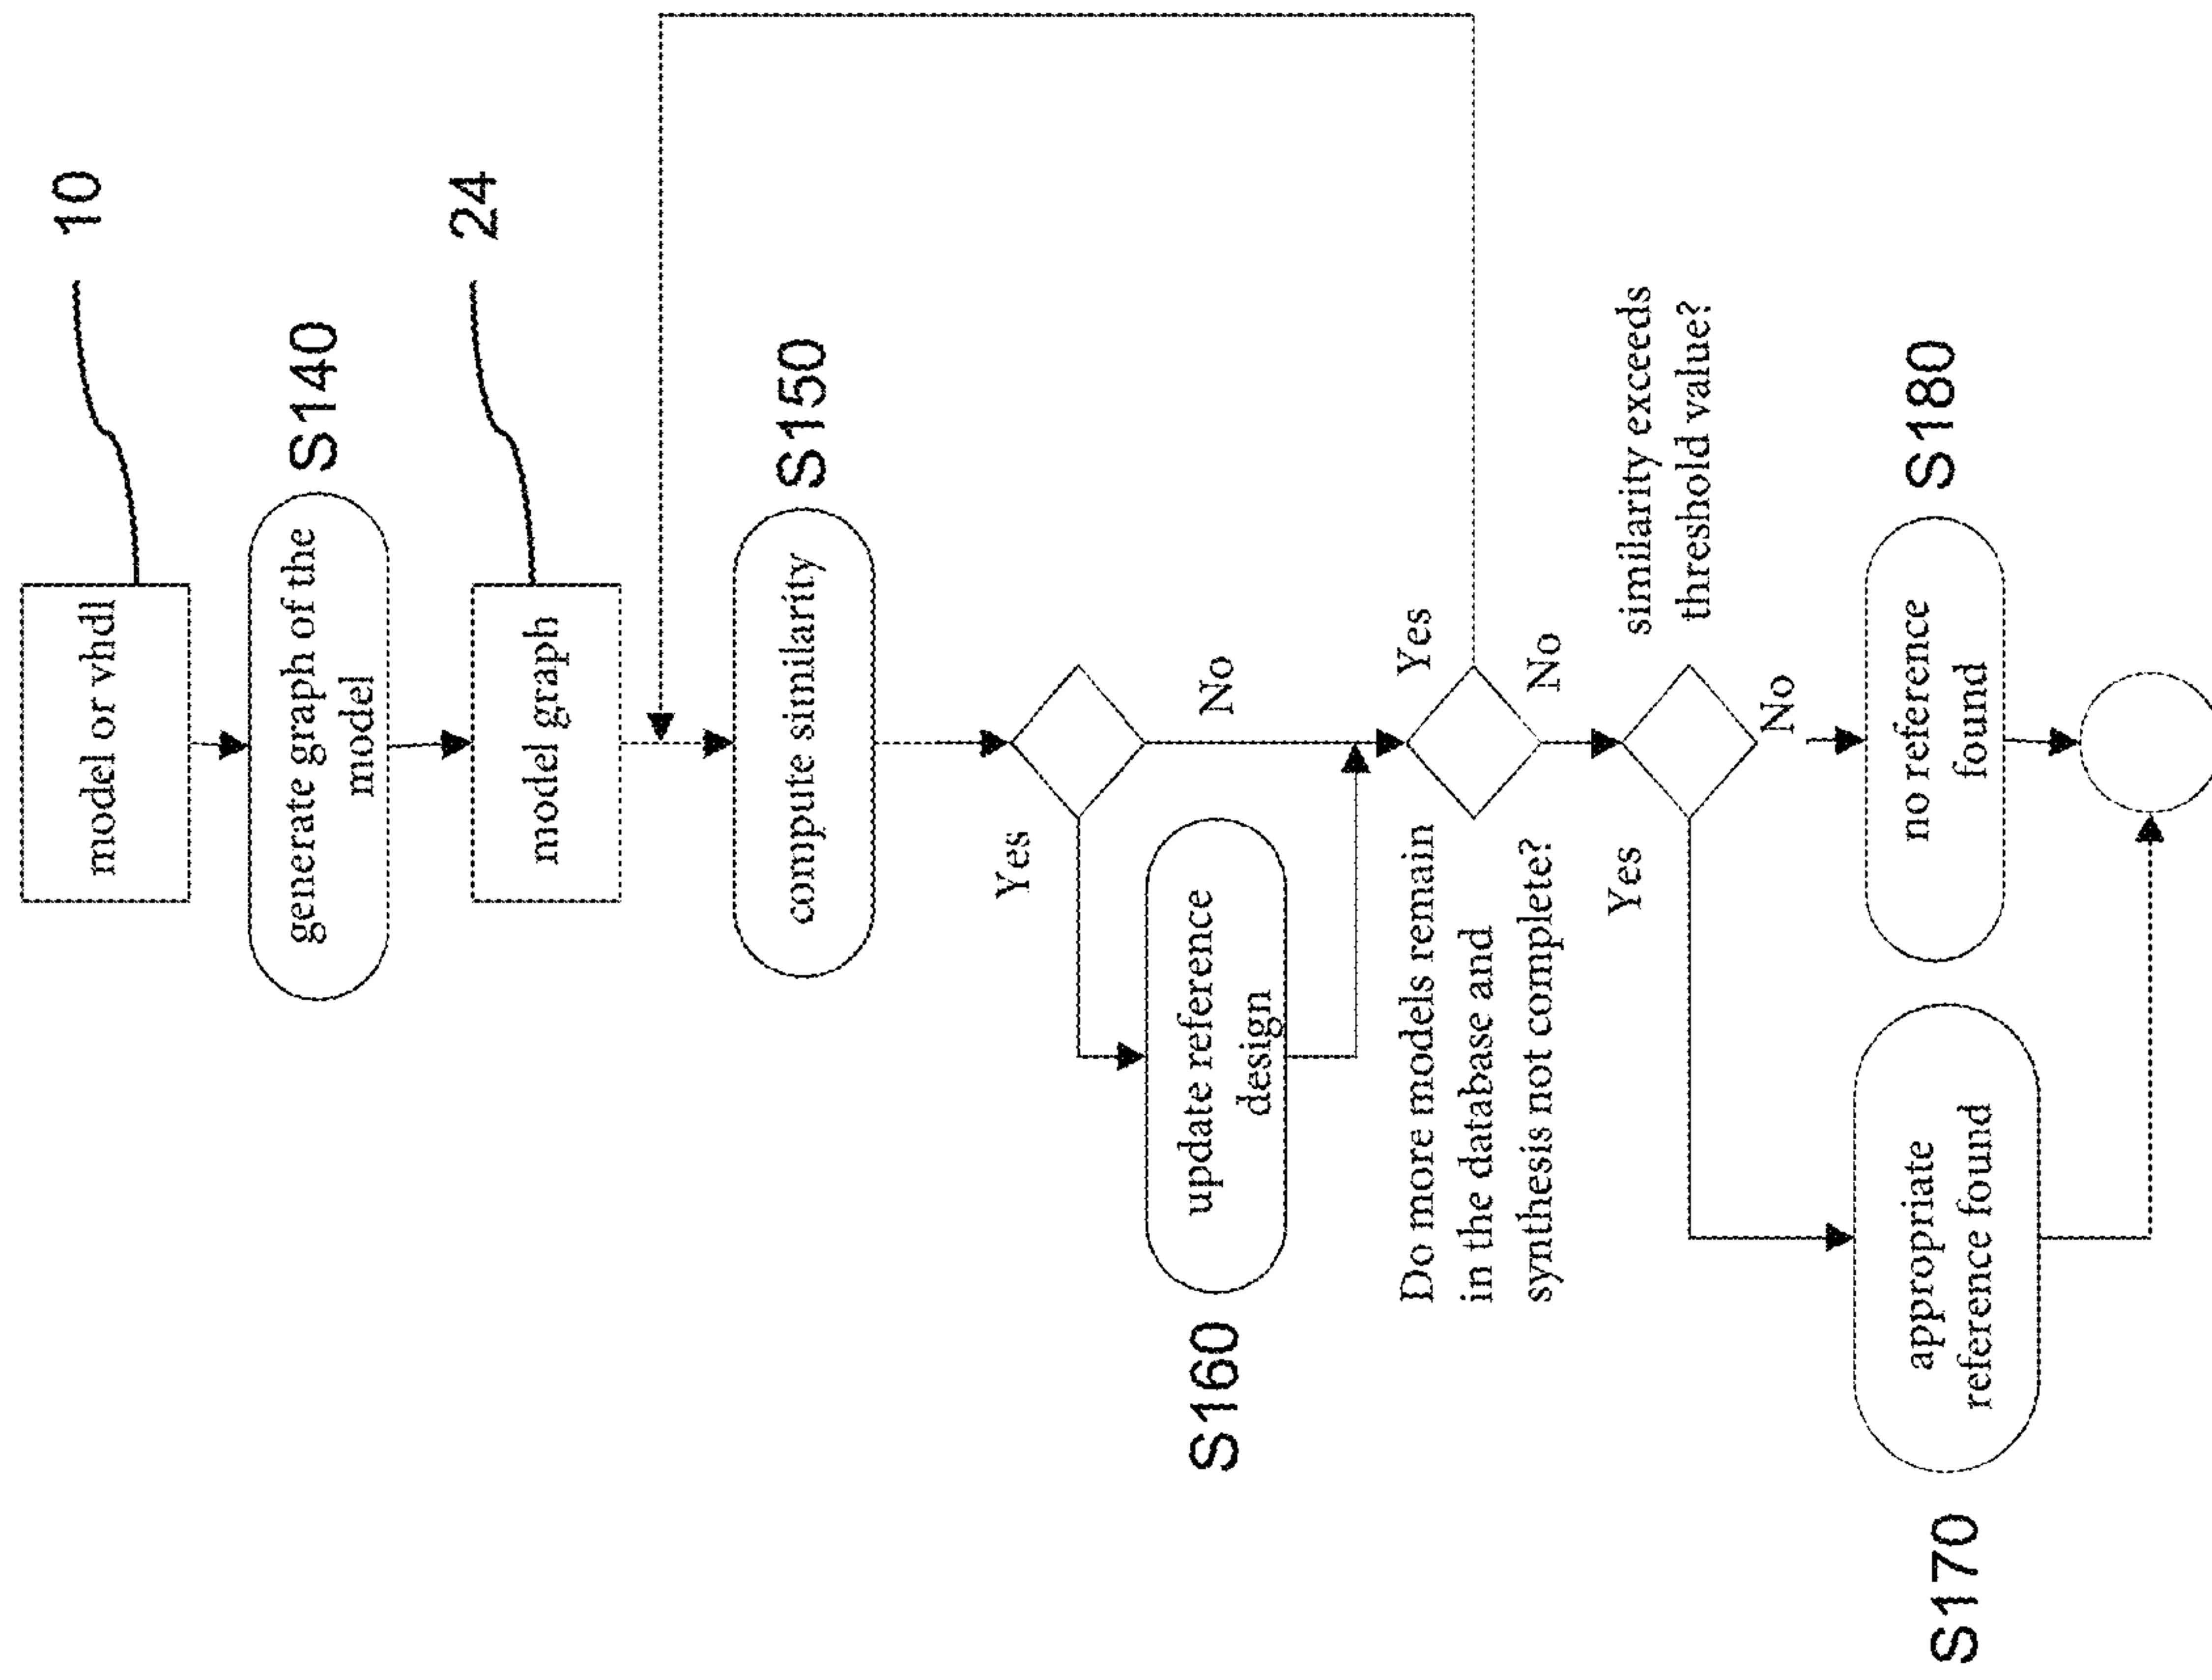 10
model or vhdl
S140
generate graph of the
model
24
model graph
S150
compute similarity
Yes
No
S160
update reference
design
Do more models remain
in the database and
synthesis not complete?
Yes
No
similarity exceeds
threshold value?
Yes
No
S170
appropriate
reference found
S180
no reference
found